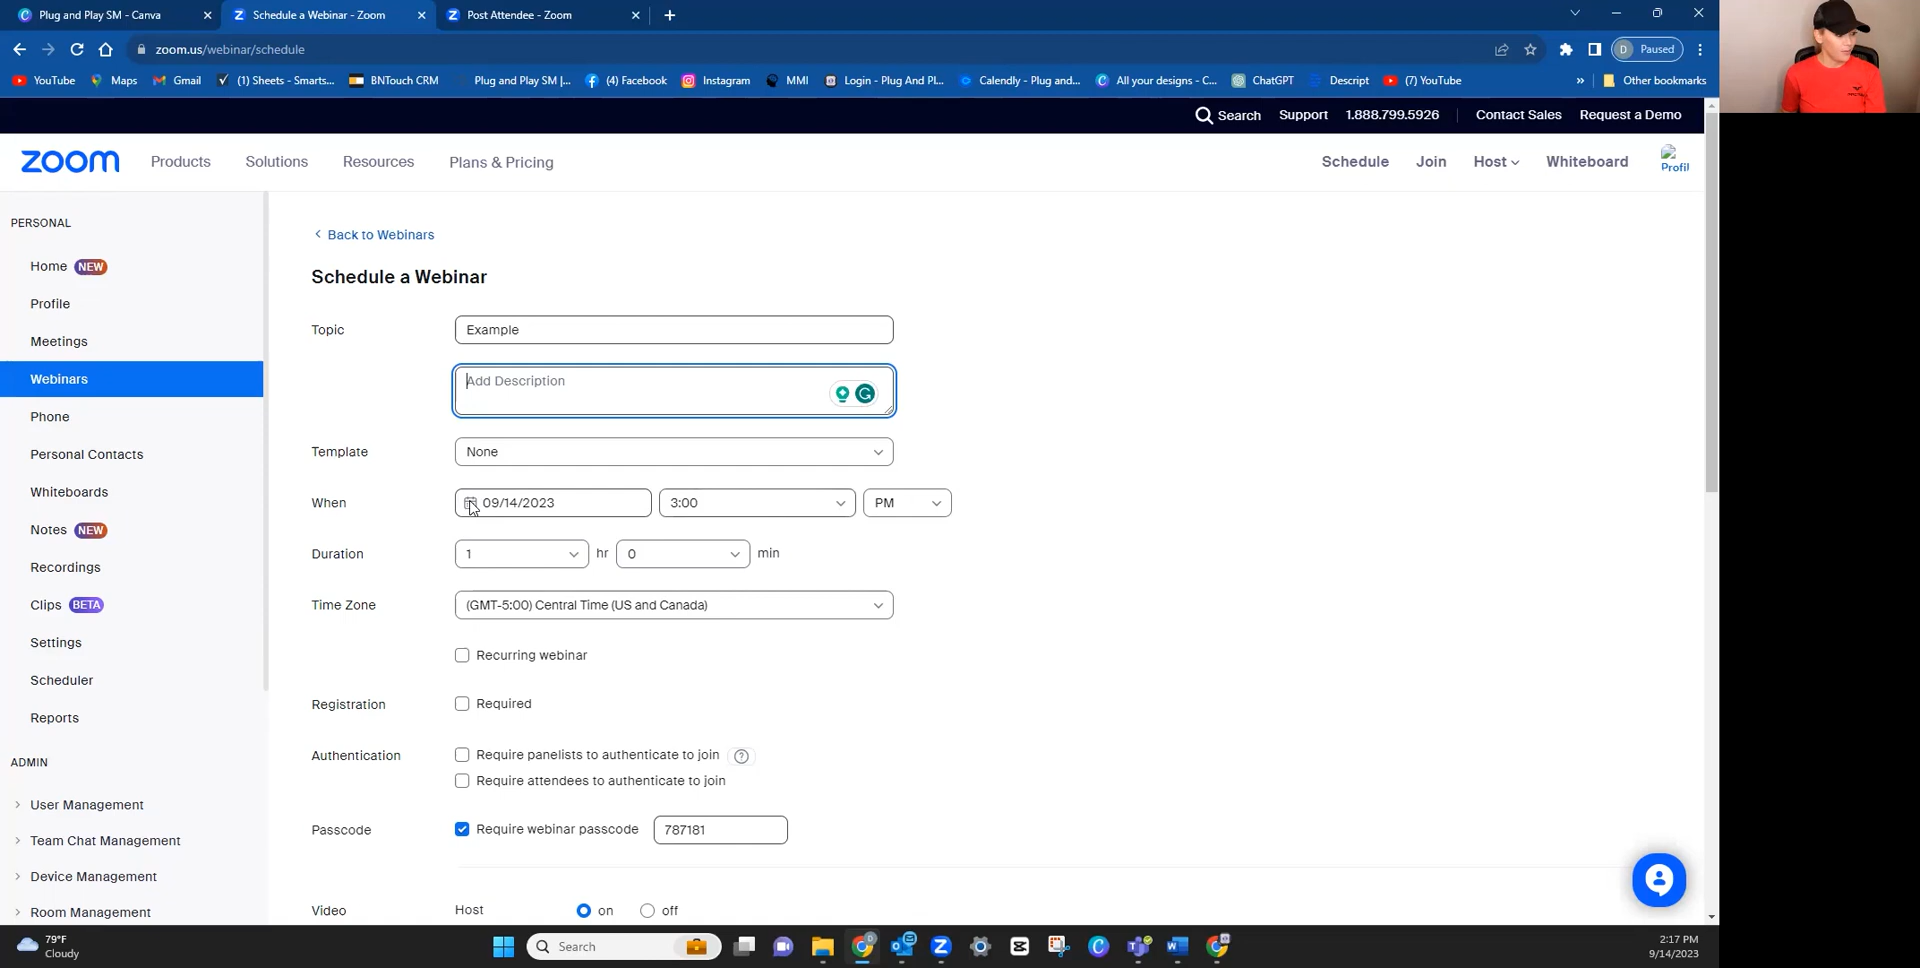 Plug and Play SM - Canva
Schedule a Webinar - Zoom
Post Attendee - Zoom
zoom.us/webinar/schedule
D Paused
YouTube
Maps
Gmail
(1) Sheets - Smarts...
BNTouch CRM
Plug and Play SM |...
(4) Facebook
Instagram
MMI
Login - Plug And Pl...
Calendly - Plug and...
All your designs - C...
ChatGPT
Descript
(7) YouTube
»
Other bookmarks
Search
Support
1.888.799.5926
Contact Sales
Request a Demo
zoom
Products
Solutions
Resources
Plans & Pricing
Schedule
Join
Host
Whiteboard
Profil
PERSONAL
Home NEW
Profile
Meetings
Webinars
Phone
Personal Contacts
Whiteboards
Notes NEW
Recordings
Clips BETA
Settings
Scheduler
Reports
ADMIN
User Management
Team Chat Management
Device Management
Room Management
Back to Webinars
Schedule a Webinar
Topic
Example
Add Description
Template
None
When
09/14/2023
3:00
PM
Duration
1
hr
0
min
Time Zone
(GMT-5:00) Central Time (US and Canada)
Recurring webinar
Registration
Required
Authentication
Require panelists to authenticate to join
Require attendees to authenticate to join
Passcode
Require webinar passcode
787181
Video
Host
on
off
79°F
Cloudy
Search
2:17 PM
9/14/2023